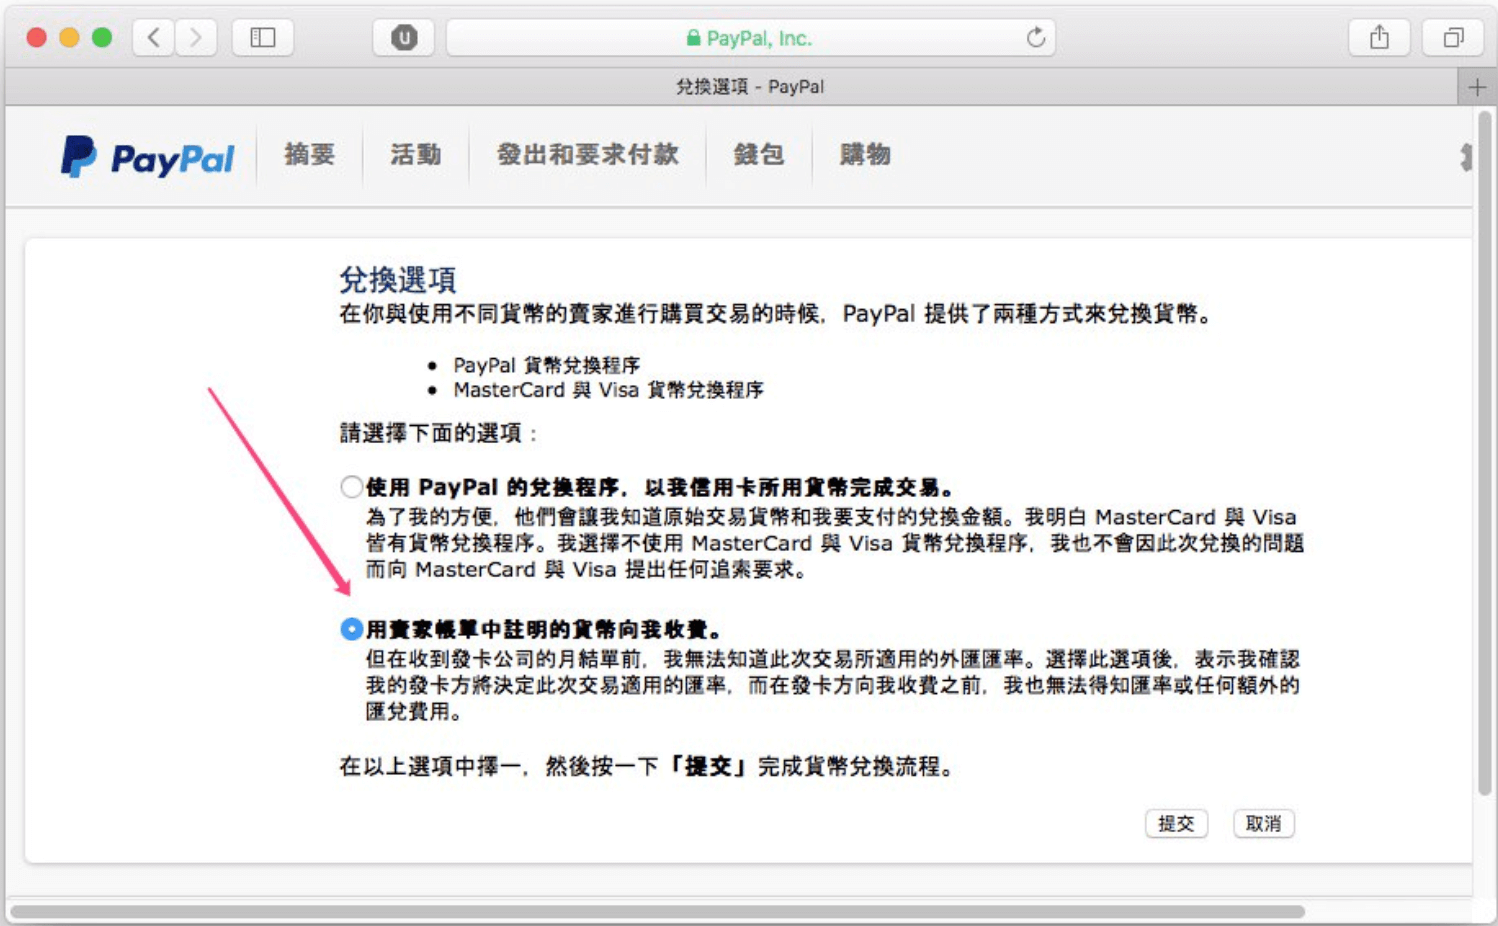 PayPal, Inc.
兌換選項 - PayPal
PayPal
摘要
活動
發出和要求付款
錢包
購物
兌換選項
在你與使用不同貨幣的賣家進行購買交易的時候，PayPal 提供了兩種方式來兌換貨幣。
• PayPal 貨幣兌換程序
• MasterCard 與 Visa 貨幣兌換程序
請選擇下面的選項：
使用 PayPal 的兌換程序，以我信用卡所用貨幣完成交易。
為了我的方便，他們會讓我知道原始交易貨幣和我要支付的兌換金額。我明白 MasterCard 與 Visa
皆有貨幣兌換程序。我選擇不使用 MasterCard 與 Visa 貨幣兌換程序，我也不會因此次兌換的問題
而向 MasterCard 與 Visa 提出任何追索要求。
用賣家帳單中註明的貨幣向我收費。
但在收到發卡公司的月結單前，我無法知道此次交易所適用的外匯匯率。選擇此選項後，表示我確認
我的發卡方將決定此次交易適用的匯率，而在發卡方向我收費之前，我也無法得知匯率或任何額外的
匯兌費用。
在以上選項中擇一，然後按一下「提交」完成貨幣兌換流程。
提交
取消